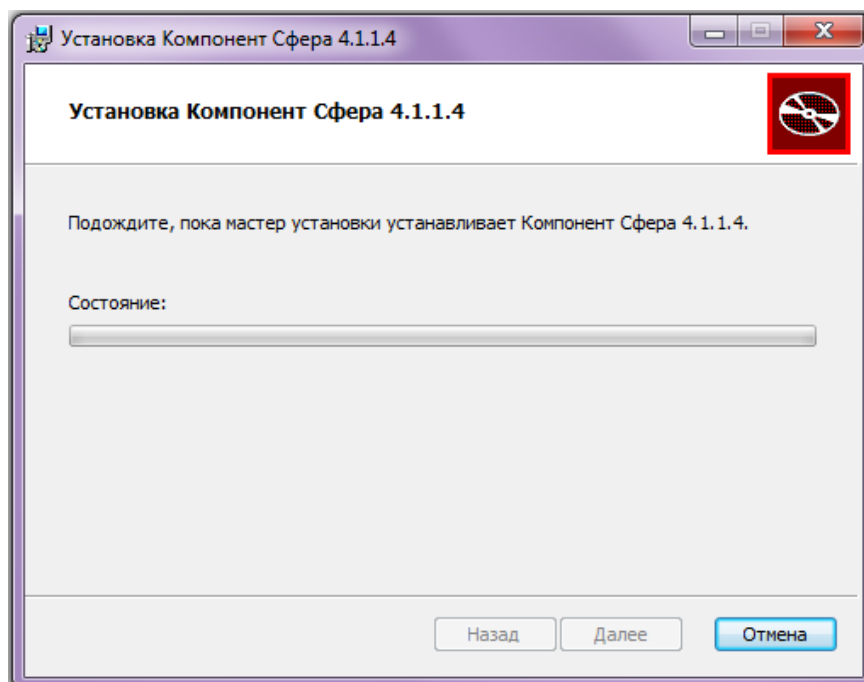 Установка Компонент Сфера 4.1.1.4
Установка Компонент Сфера 4.1.1.4
Подождите, пока мастер установки устанавливает Компонент Сфера 4.1.1.4.
Состояние:
Назад Далее Отмена